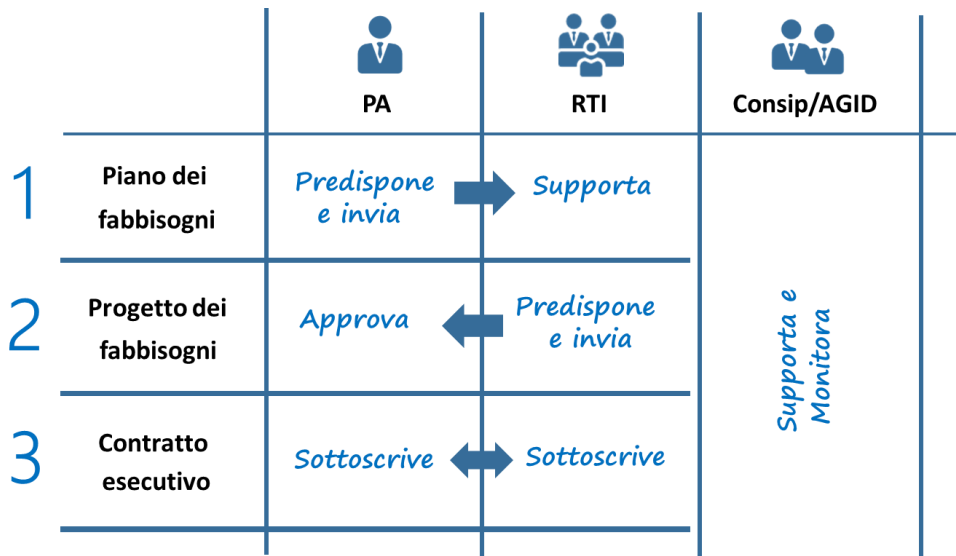 PA
RTI
Consip/AGID
1
Piano dei
fabbisogni
Predispone
e invia
Supporta
2
Progetto dei
fabbisogni
Approva
Predispone
e invia
3
Contratto
esecutivo
Sottoscrive
Sottoscrive
Supporta e
Monitora